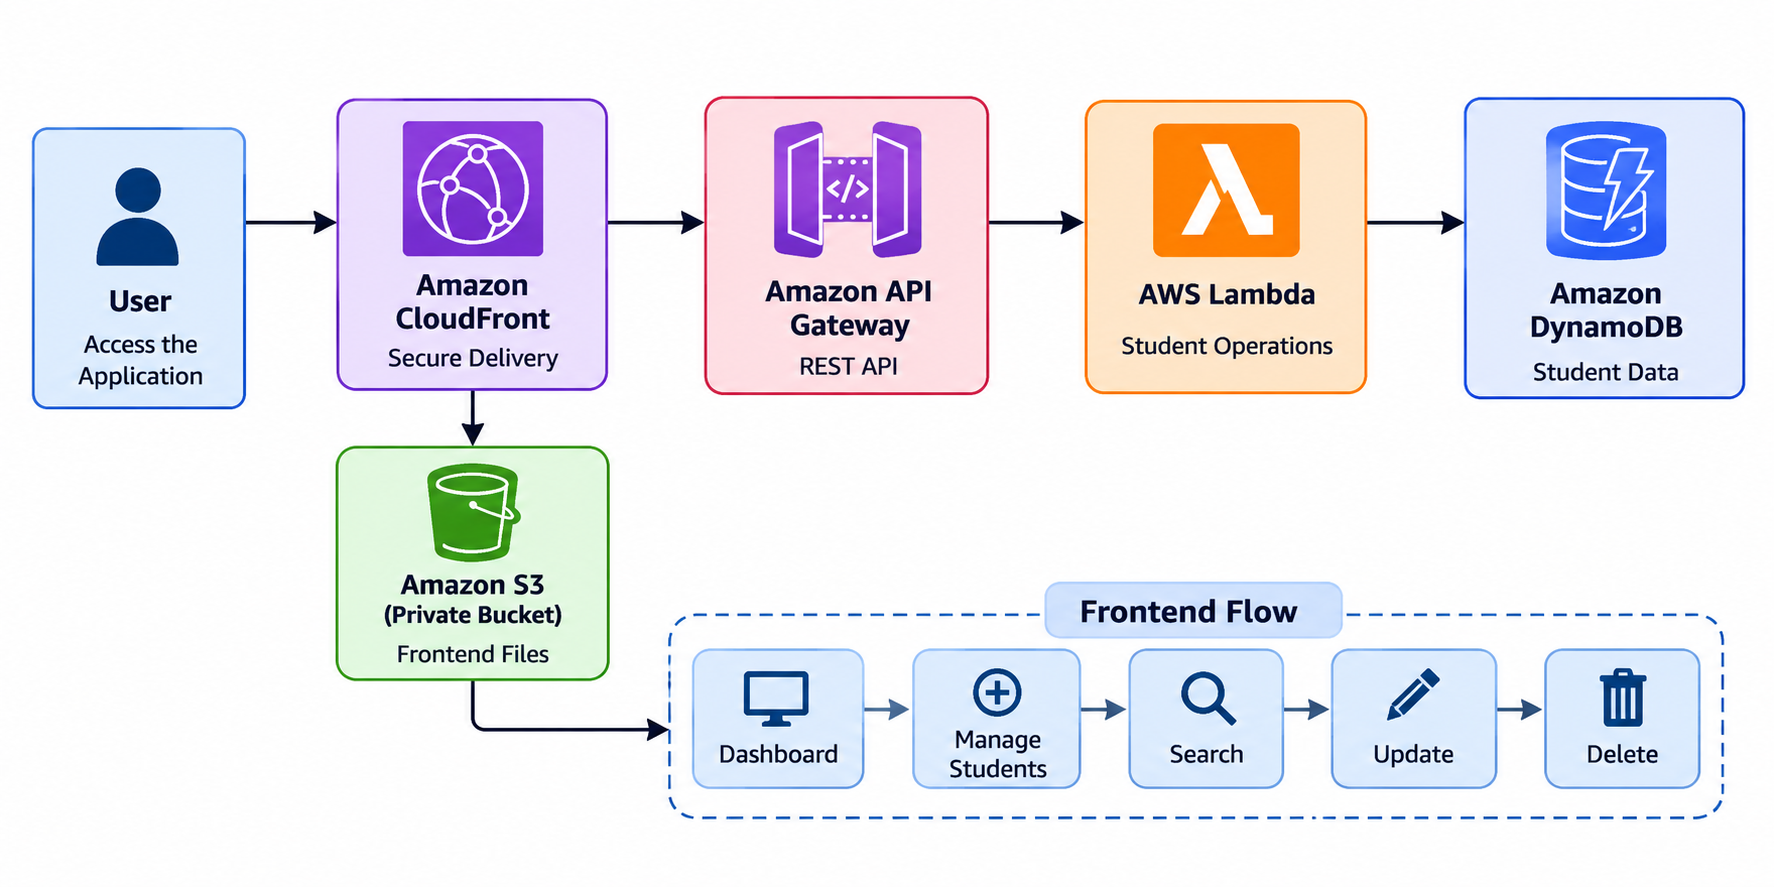 User
Access the
Application
Amazon
CloudFront
Secure Delivery
</>
Amazon API
Gateway
REST API
AWS Lambda
Student Operations
Amazon
DynamoDB
Student Data
Amazon S3
(Private Bucket)
Frontend Files
Frontend Flow
Dashboard
Manage
Students
Search
Update
Delete